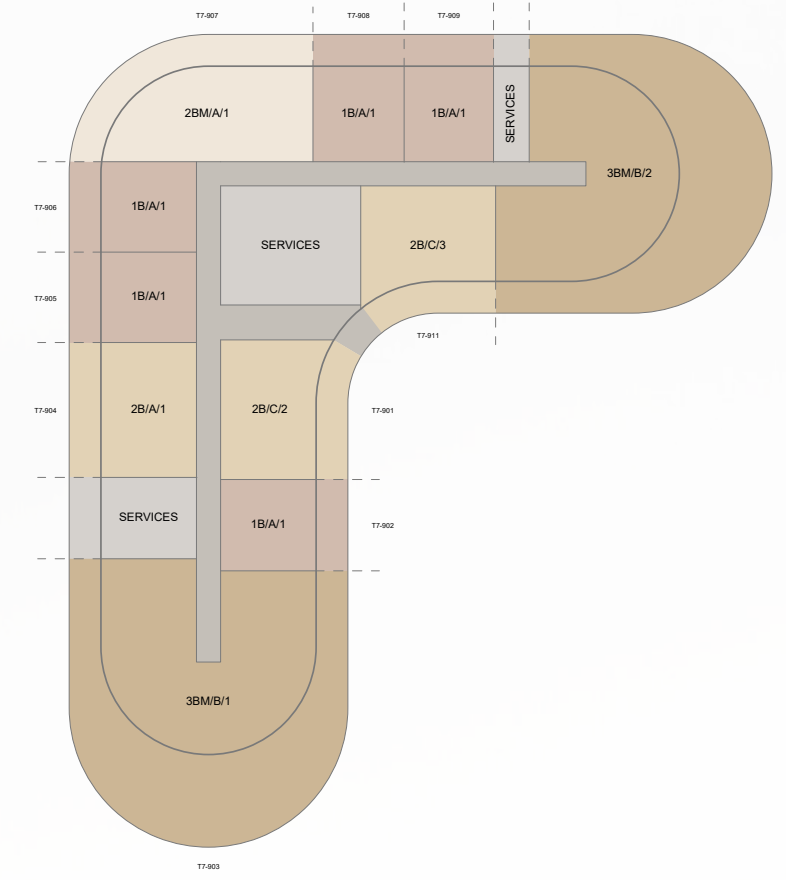 T7-907
T7-908
T7-909
2BM/A/1
1B/A/1
1B/A/1
SERVICES
3BM/B/2
T7-906
1B/A/1
SERVICES
2B/C/3
T7-905
1B/A/1
T7-911
T7-904
2B/A/1
2B/C/2
T7-901
SERVICES
1B/A/1
T7-902
3BM/B/1
T7-903